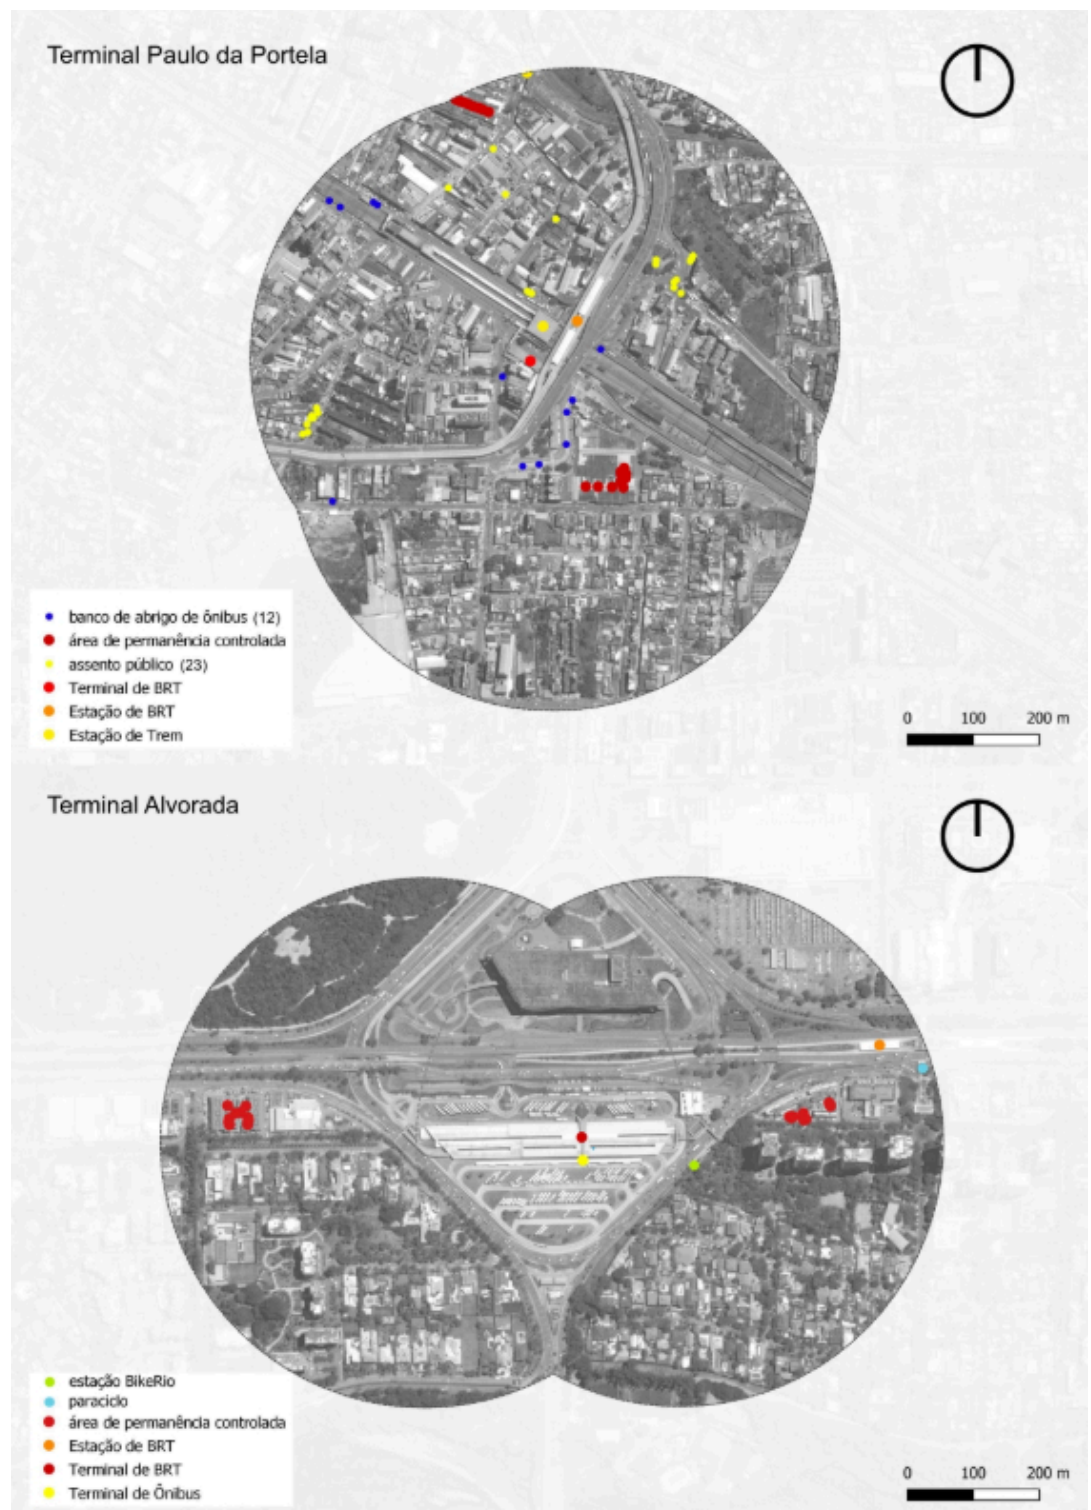 Terminal Paulo da Portela
banco de abrigo de ônibus (12)
área de permanência controlada
assento público (23)
Terminal de BRT
Estação de BRT
Estação de Trem
0 100 200 m
Terminal Alvorada
estação BikeRio
paraciclo
área de permanência controlada
Estação de BRT
Terminal de BRT
Terminal de Ônibus
0 100 200 m